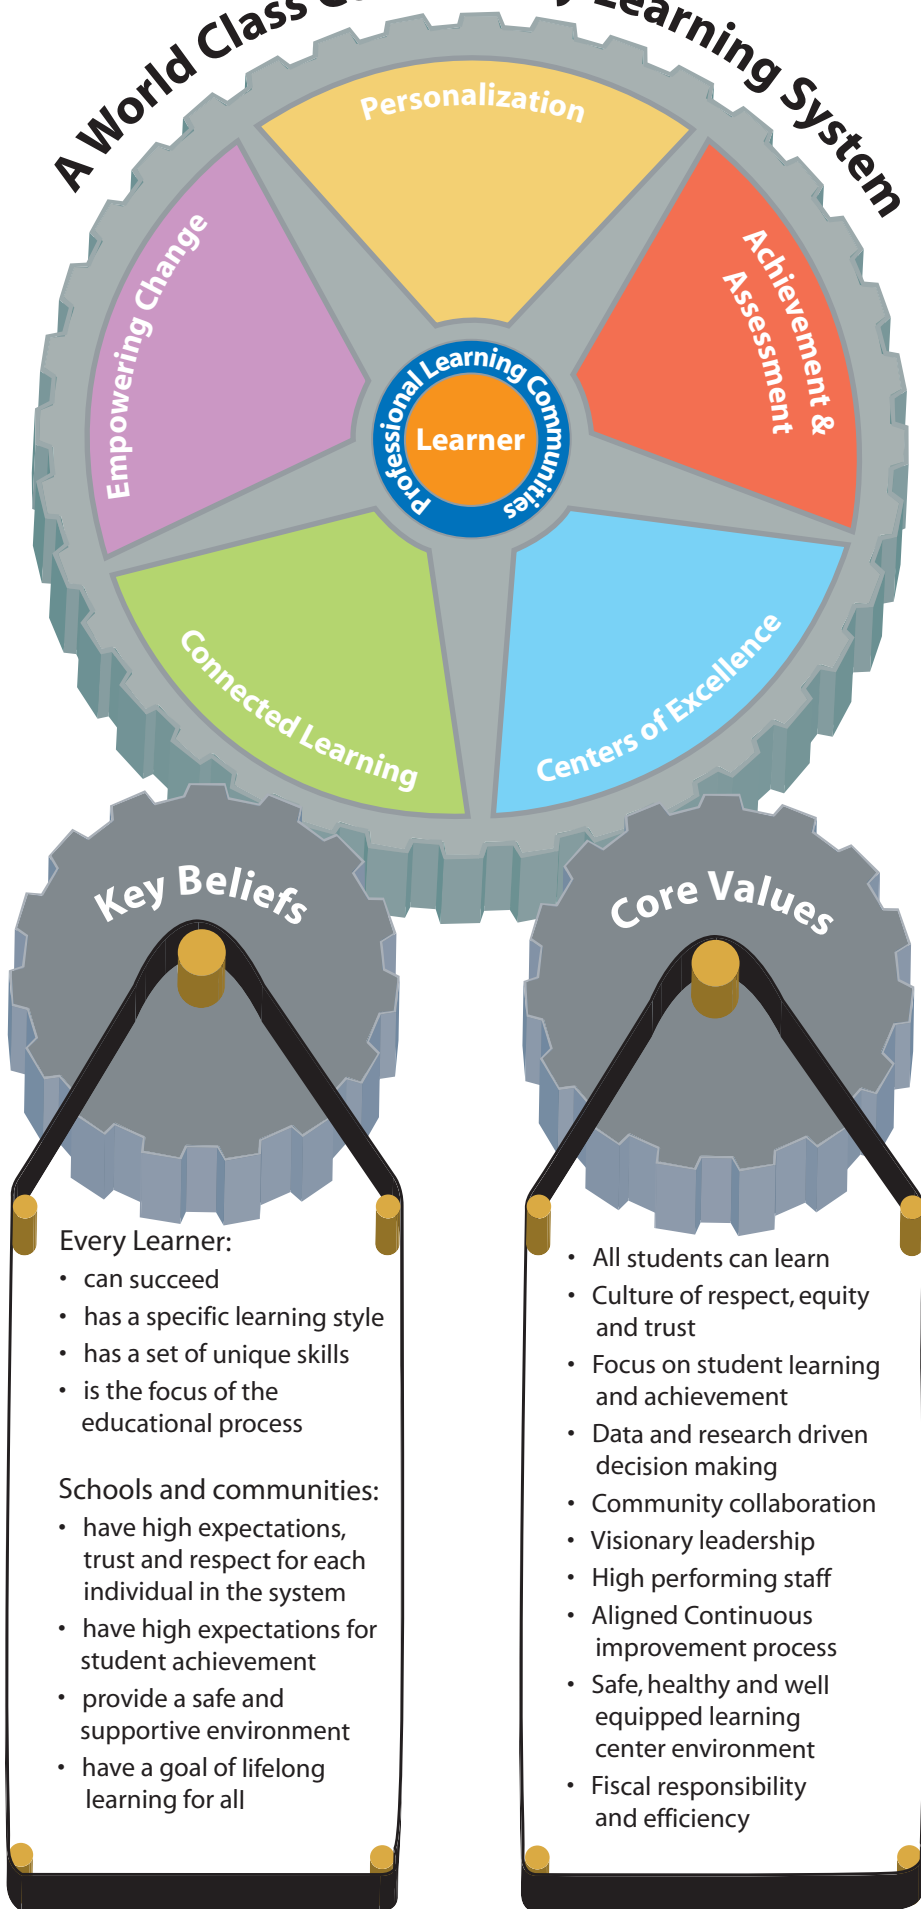 A World Class Learning System
Personalization
Achievement &
Assessment
Empowering Change
Professional Learning Communities
Learner
Connected Learning
Centers of Excellence
Key Beliefs
Every Learner:
• can succeed
• has a specific learning style
• has a set of unique skills
• is the focus of the
educational process
Schools and communities:
• have high expectations,
trust and respect for each
individual in the system
• have high expectations for
student achievement
• provide a safe and
supportive environment
• have a goal of lifelong
learning for all
Core Values
• All students can learn
• Culture of respect, equity
and trust
• Focus on student learning
and achievement
• Data and research driven
decision making
• Community collaboration
• Visionary leadership
• High performing staff
• Aligned Continuous
improvement process
• Safe, healthy and well
equipped learning
center environment
• Fiscal responsibility
and efficiency